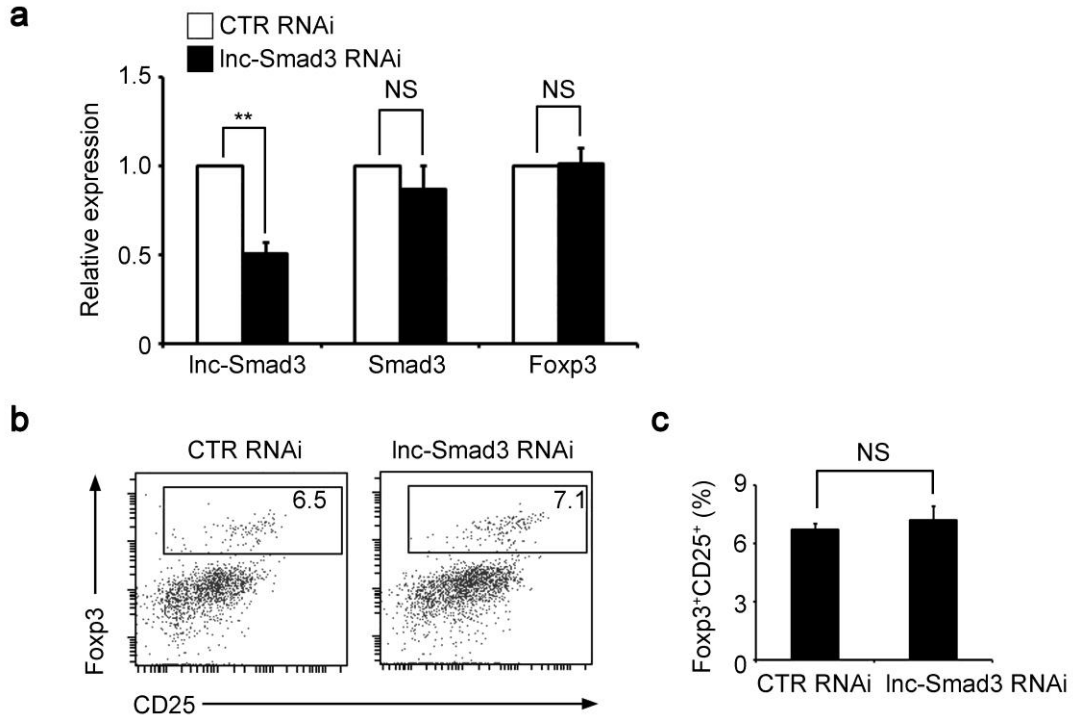 a
CTR RNAi
lnc-Smad3 RNAi
Relative expression
1.5
1.0
0.5
0
**
NS
NS
lnc-Smad3 Smad3 Foxp3
b
CTR RNAi lnc-Smad3 RNAi
6.5 7.1
Foxp3
CD25
c
NS
Foxp3⁺CD25⁺ (%)
9
6
3
0
CTR RNAi lnc-Smad3 RNAi